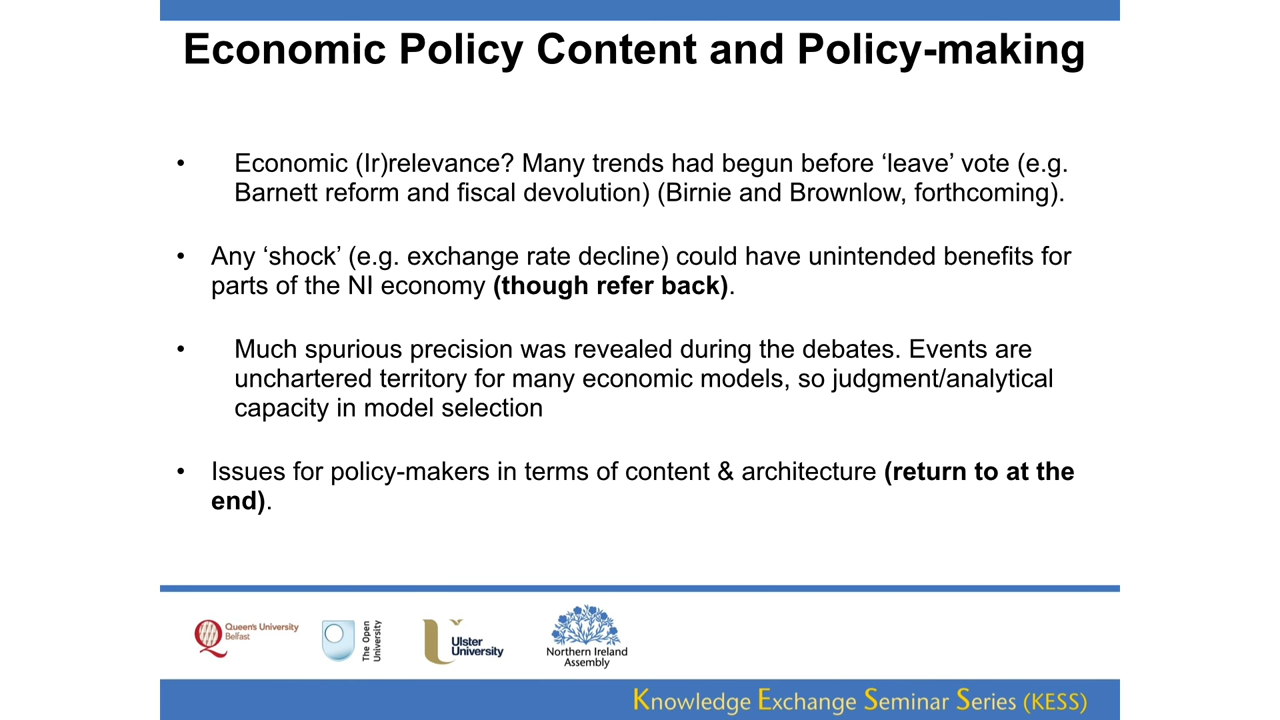 Economic Policy Content and Policy-making
• Economic (Ir)relevance? Many trends had begun before ‘leave’ vote (e.g.
Barnett reform and fiscal devolution) (Birnie and Brownlow, forthcoming).
• Any ‘shock’ (e.g. exchange rate decline) could have unintended benefits for
parts of the NI economy (though refer back).
• Much spurious precision was revealed during the debates. Events are
unchartered territory for many economic models, so judgment/analytical
capacity in model selection
• Issues for policy-makers in terms of content & architecture (return to at the
end).
Queen's University
Belfast
The Open
University
Ulster
University
Northern Ireland
Assembly
Knowledge Exchange Seminar Series (KESS)